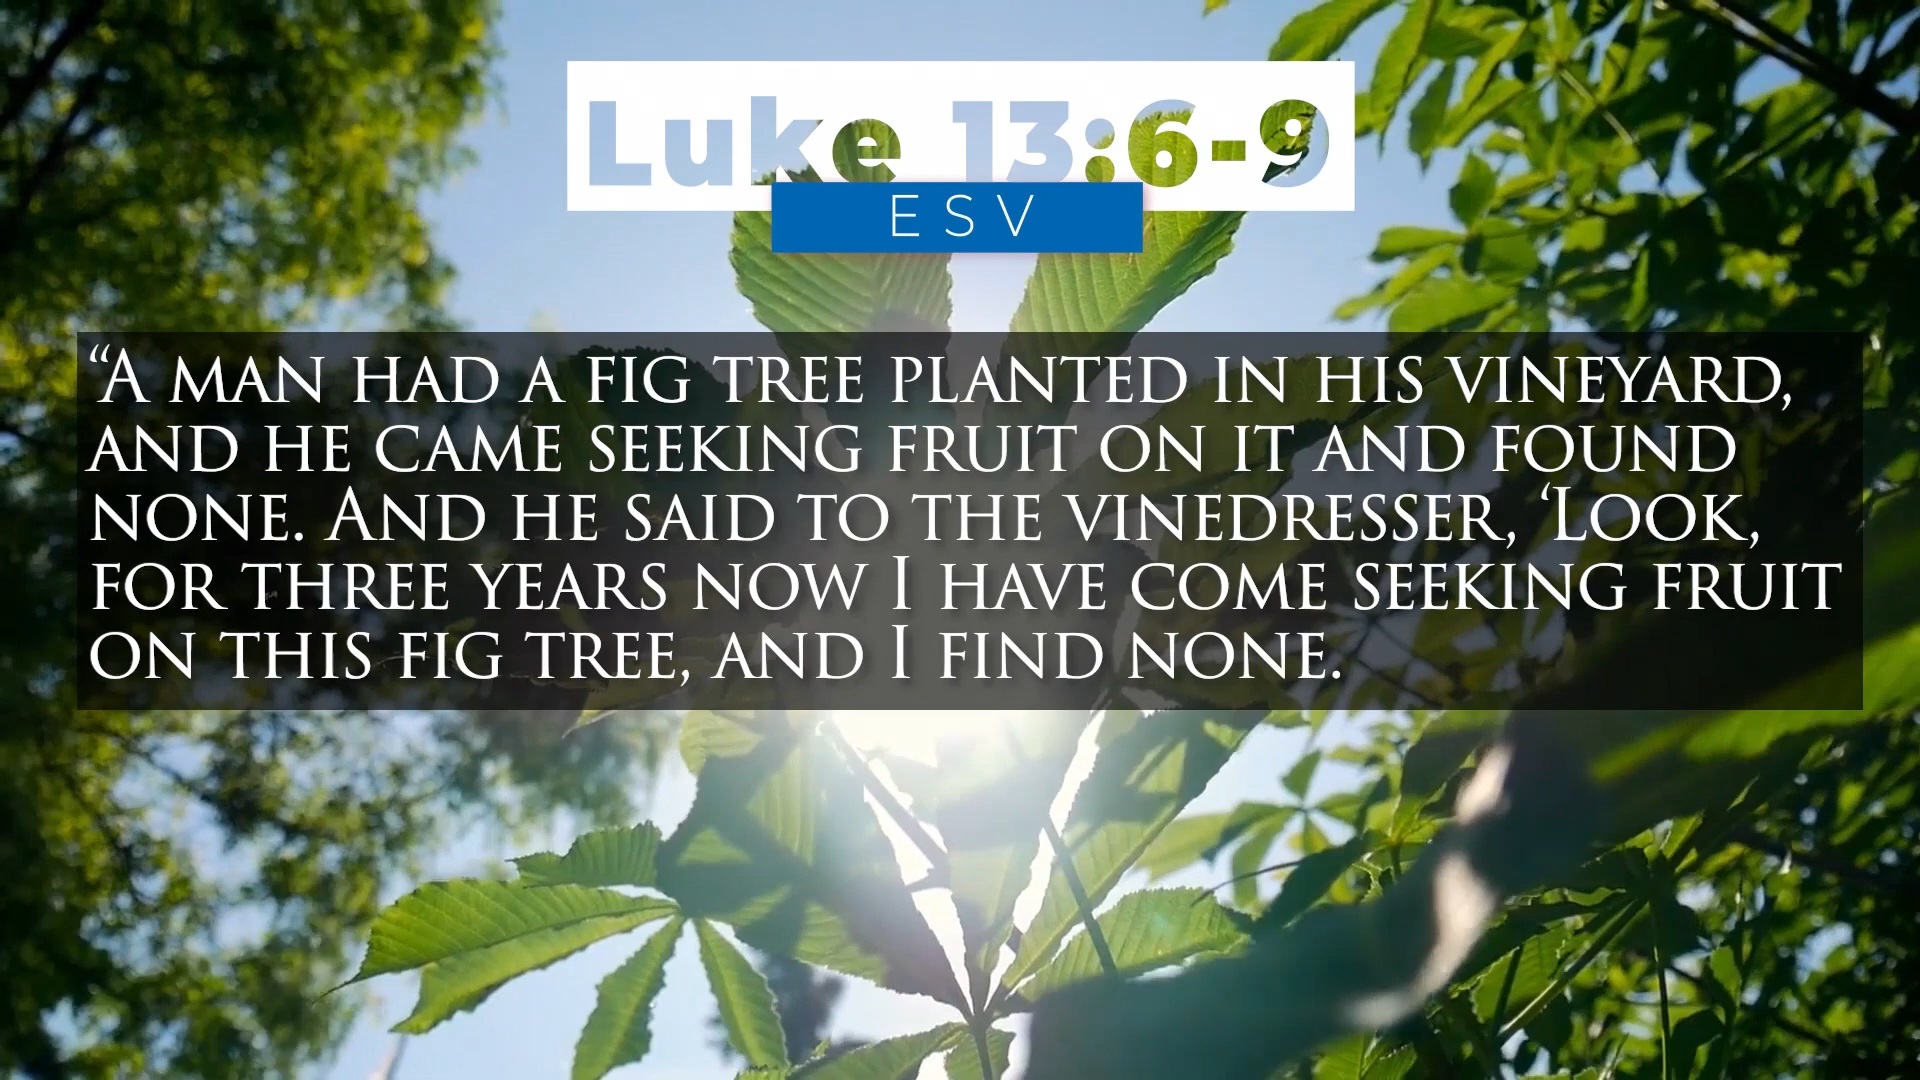 Luke 13:6-9
ESV
“A man had a fig tree planted in his vineyard,
and he came seeking fruit on it and found
none. And he said to the vinedresser, ‘Look,
for three years now I have come seeking fruit
on this fig tree, and I find none.